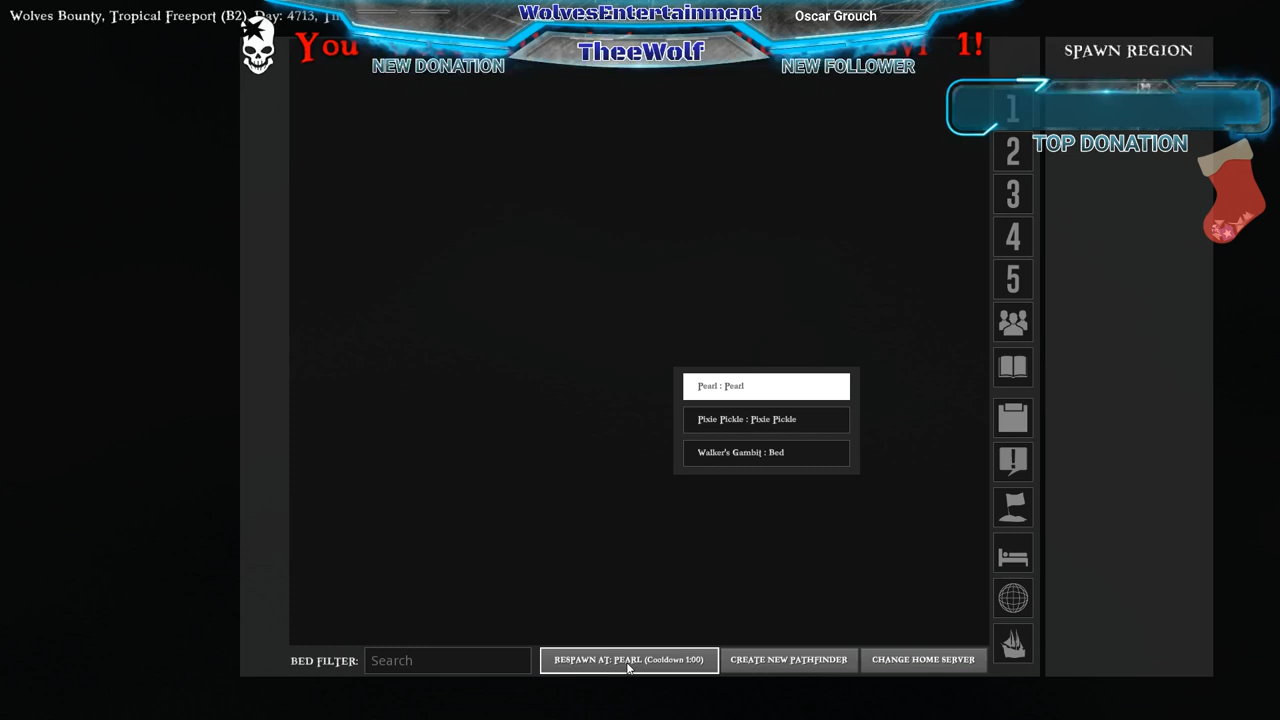 Wolves Bounty, Tropical Freeport (B2), Day: 4713,
WolvesEntertainment
Oscar Grouch
You 1!
TheeWolf
NEW DONATION
NEW FOLLOWER
SPAWN REGION
TOP DONATION
1
2
3
4
5
Pearl : Pearl
Pixie Pickle : Pixie Pickle
Walker's Gambit : Bed
BED FILTER:
Search
RESPAWN AT: PEARL (Cooldown 1:00)
CREATE NEW PATHFINDER
CHANGE HOME SERVER